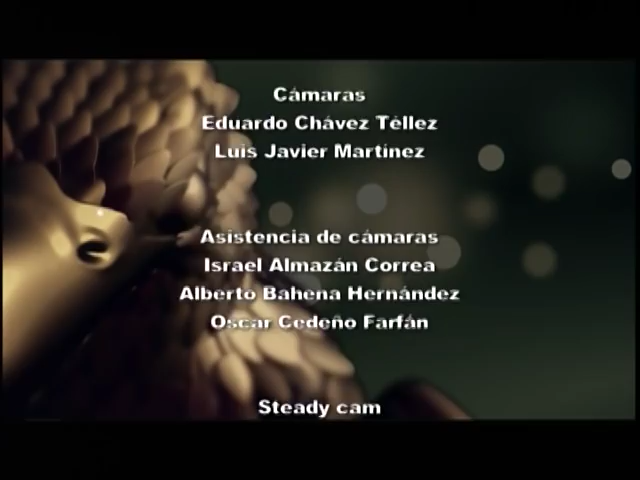 Cámaras
Eduardo Chávez Téllez
Luis Javier Martínez
Asistencia de cámaras
Israel Almazán Correa
Alberto Bahena Hernández
Oscar Cedeño Farfán
Steady cam